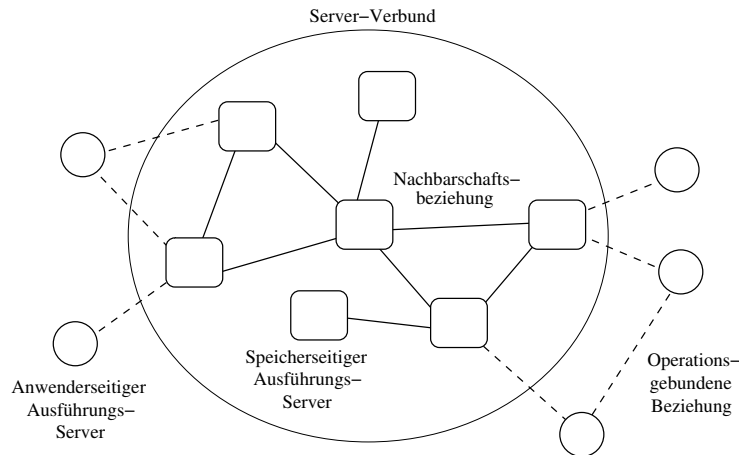 Server−Verbund
Nachbarschafts−
beziehung
Speicherseitiger
Ausführungs−
Server
Anwenderseitiger
Ausführungs−
Server
Operations−
gebundene
Beziehung